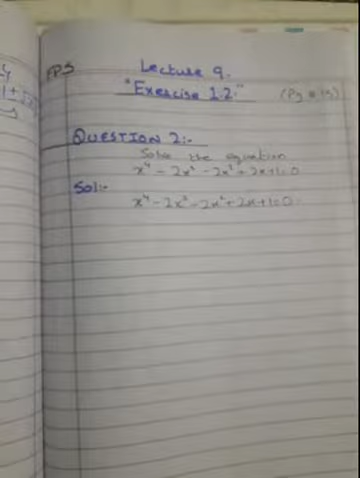 FPS
Lecture 9.
"Exercise 1.2."
QUESTION 2:-
Solve the equation
x⁴ - 2x³ - 2x² + 2x + 1 = 0
Sol:-
x⁴ - 2x³ - 2x² + 2x + 1 = 0